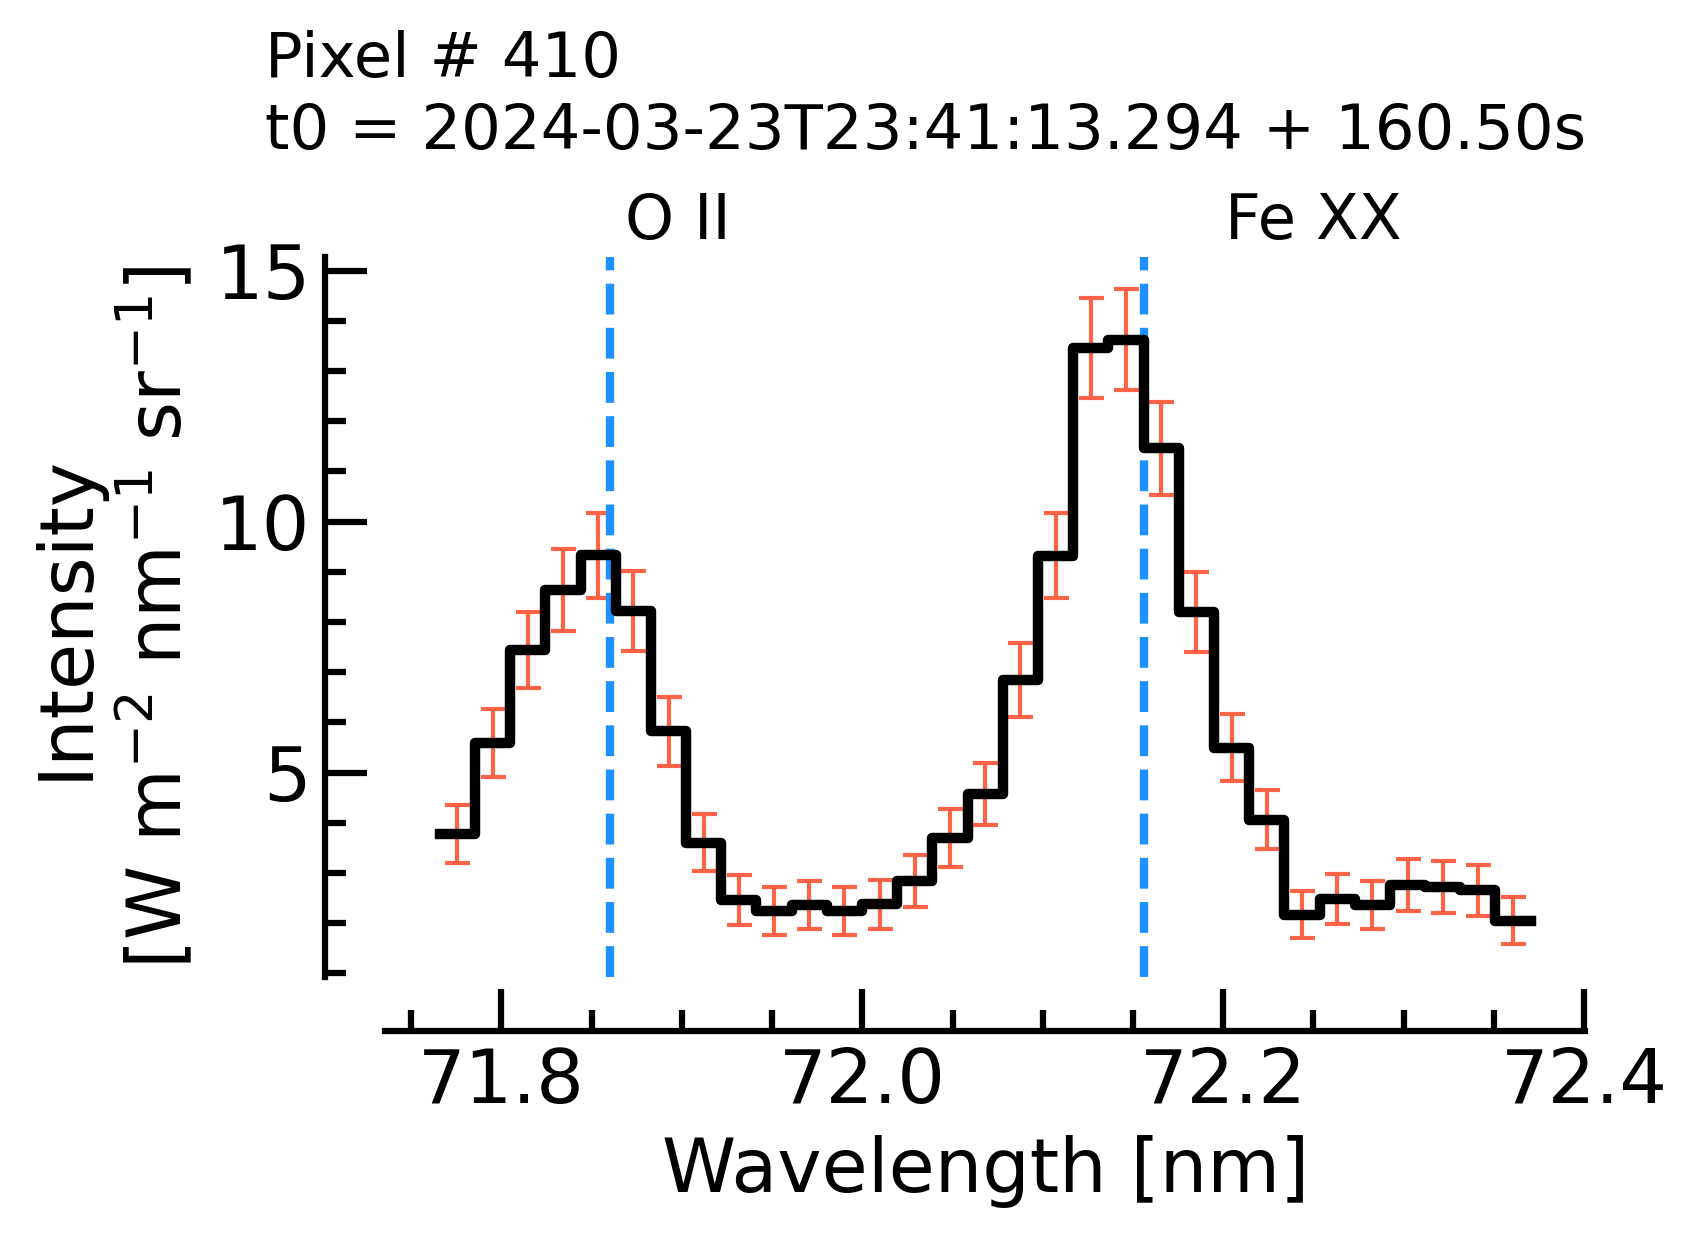 Pixel # 410
t0 = 2024-03-23T23:41:13.294 + 160.50s
O II
Fe XX
Intensity
[W m⁻² nm⁻¹ sr⁻¹]
15
10
5
71.8 72.0 72.2 72.4
Wavelength [nm]